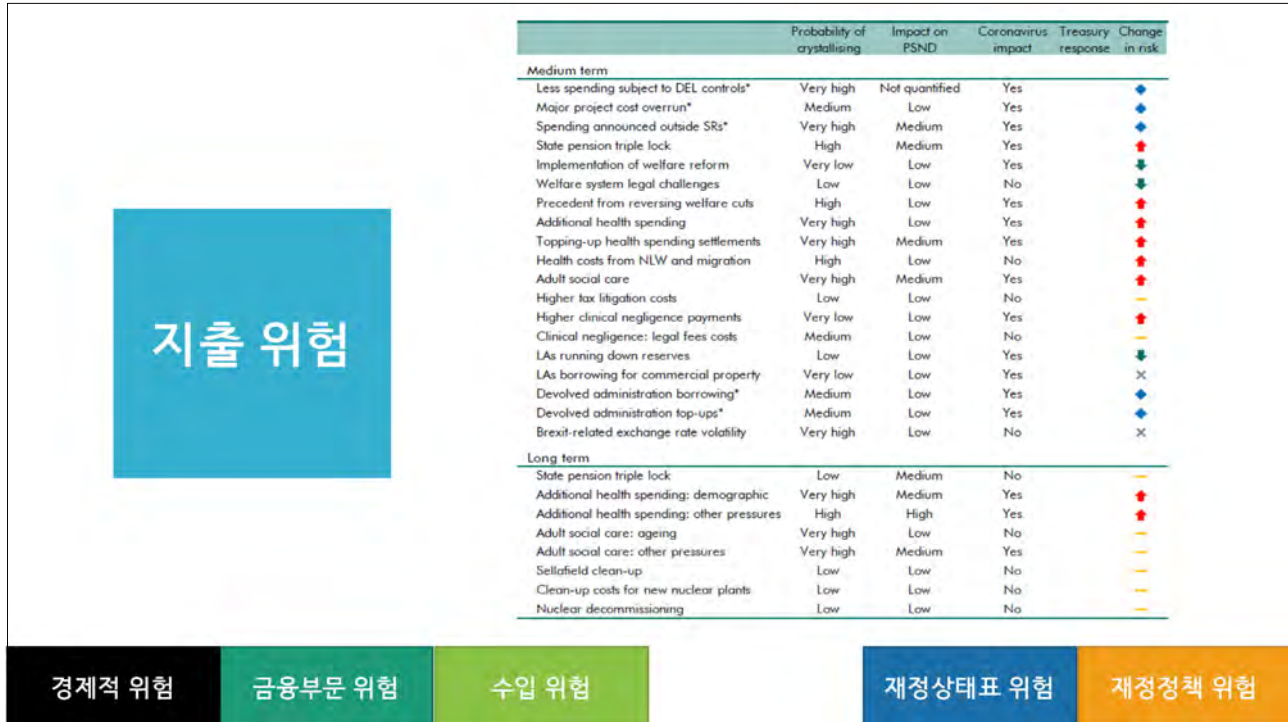 지출 위험
Probability of crystallising Impact on PSND Coronavirus impact Treasury response Change in risk
Medium term
Less spending subject to DEL controls* Very high Not quantified Yes
Major project cost overrun* Medium Low Yes
Spending announced outside SRs* Very high Medium Yes
State pension triple lock High Medium Yes
Implementation of welfare reform Very low Low Yes
Welfare system legal challenges Low Low No
Precedent from reversing welfare cuts High Low Yes
Additional health spending Very high Low Yes
Topping-up health spending settlements Very high Medium Yes
Health costs from NLW and migration High Low No
Adult social care Very high Medium Yes
Higher tax litigation costs Low Low No
Higher clinical negligence payments Very low Low Yes
Clinical negligence: legal fees costs Medium Low No
LAs running down reserves Low Low Yes
LAs borrowing for commercial property Very low Low Yes
Devolved administration borrowing* Medium Low Yes
Devolved administration top-ups* Medium Low Yes
Brexit-related exchange rate volatility Very high Low No
Long term
State pension triple lock Low Medium No
Additional health spending: demographic Very high Medium Yes
Additional health spending: other pressures High High Yes
Adult social care: ageing Very high Low No
Adult social care: other pressures Very high Medium Yes
Sellafield clean-up Low Low No
Clean-up costs for new nuclear plants Low Low No
Nuclear decommissioning Low Low No
경제적 위험 금융부문 위험 수입 위험 재정상태표 위험 재정정책 위험